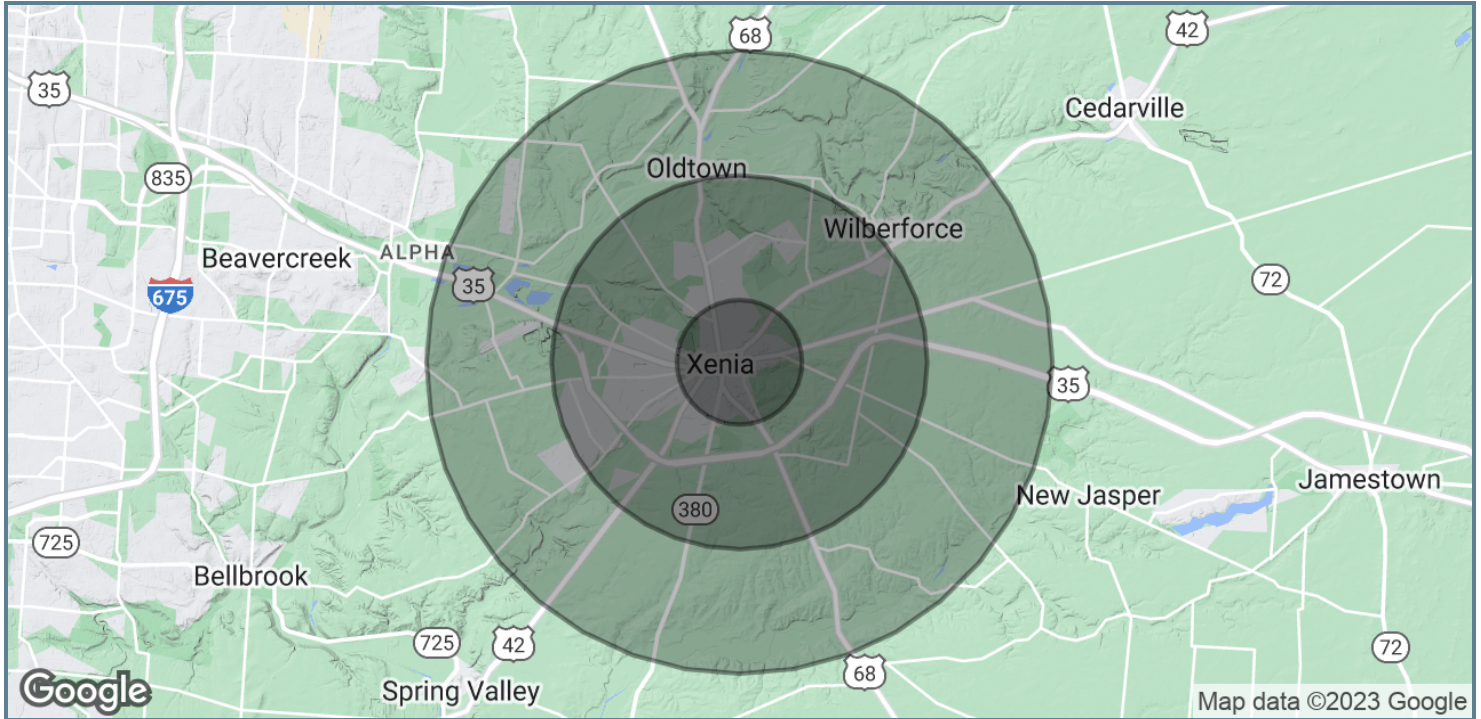 68
42
35
Cedarville
Oldtown
835
Wilberforce
ALPHA
Beavercreek
35
72
675
Xenia
35
Jamestown
New Jasper
380
725
Bellbrook
725
42
72
68
Spring Valley
Google
Map data ©2023 Google